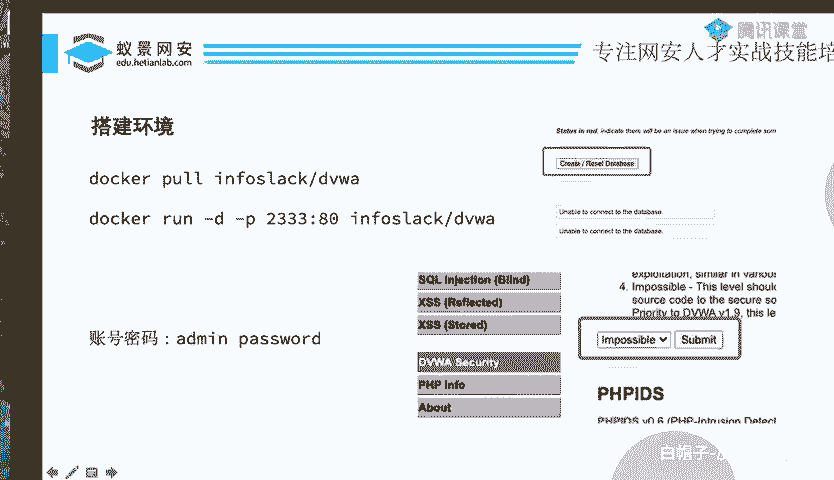 腾讯课堂
蚁景网安
edu.hetianlab.com
专注网安人才实战技能培
搭建环境
Status in red, indicate there will be an issue when trying to complete som
Create / Reset Database
docker pull infoslack/dvwa
docker run -d -p 2333:80 infoslack/dvwa
Unable to connect to the database.
Unable to connect to the database.
账号密码：admin password
SQL Injection (Blind)
XSS (Reflected)
XSS (Stored)
DVWA Security
PHP Info
About
exploitation, similar in variou
4. Impossible - This level shoul
source code to the secure so
Priority to DVWA v1.9, this le
Impossible
Submit
PHPIDS
PHPIDS v0.6 (PHP-Intrusion Detec
白帽子